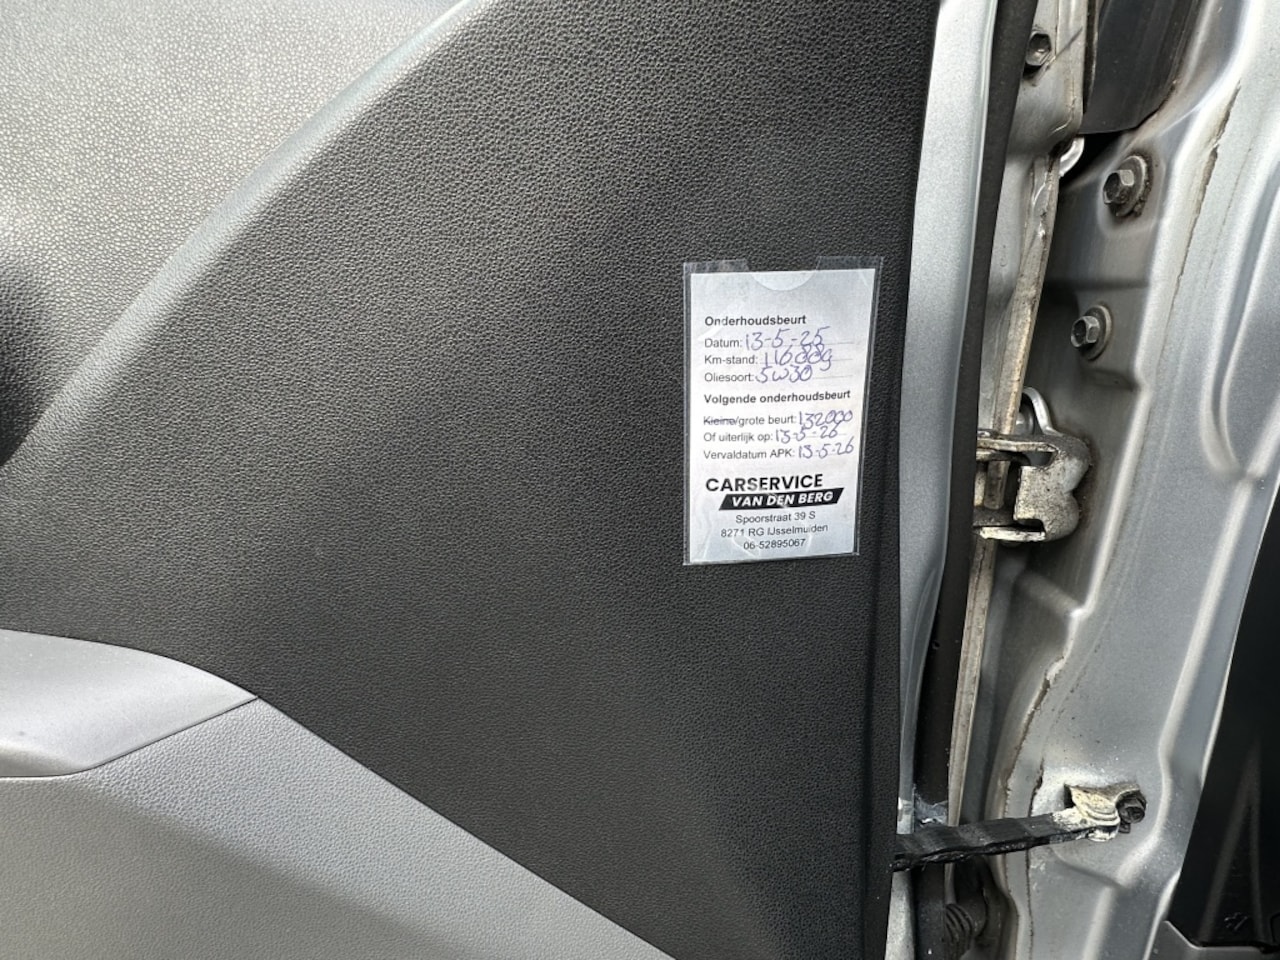 Onderhoudsbeurt
Datum: 13-5-25
Km-stand: 116889
Oliesoort: 5W30
Volgende onderhoudsbeurt
Kleine/grote beurt: 132000
Of uiterlijk op: 13-5-26
Vervaldatum APK: 13-5-26
CARSERVICE
VAN DEN BERG
Spoorstraat 39 S
8271 RG IJsselmuiden
06-52895067